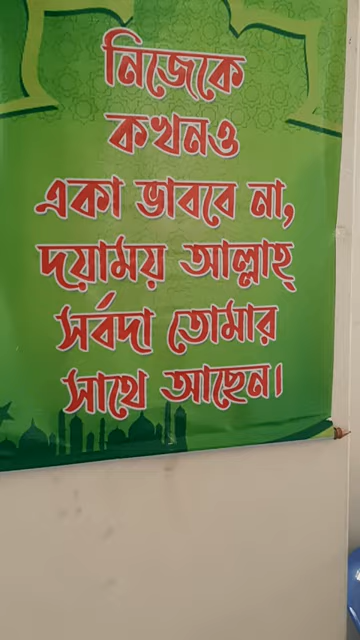 নিজেকে
কখনও
একা ভাববে না,
দয়াময় আল্লাহ্
সর্বদা তোমার
সাথে আছেন।